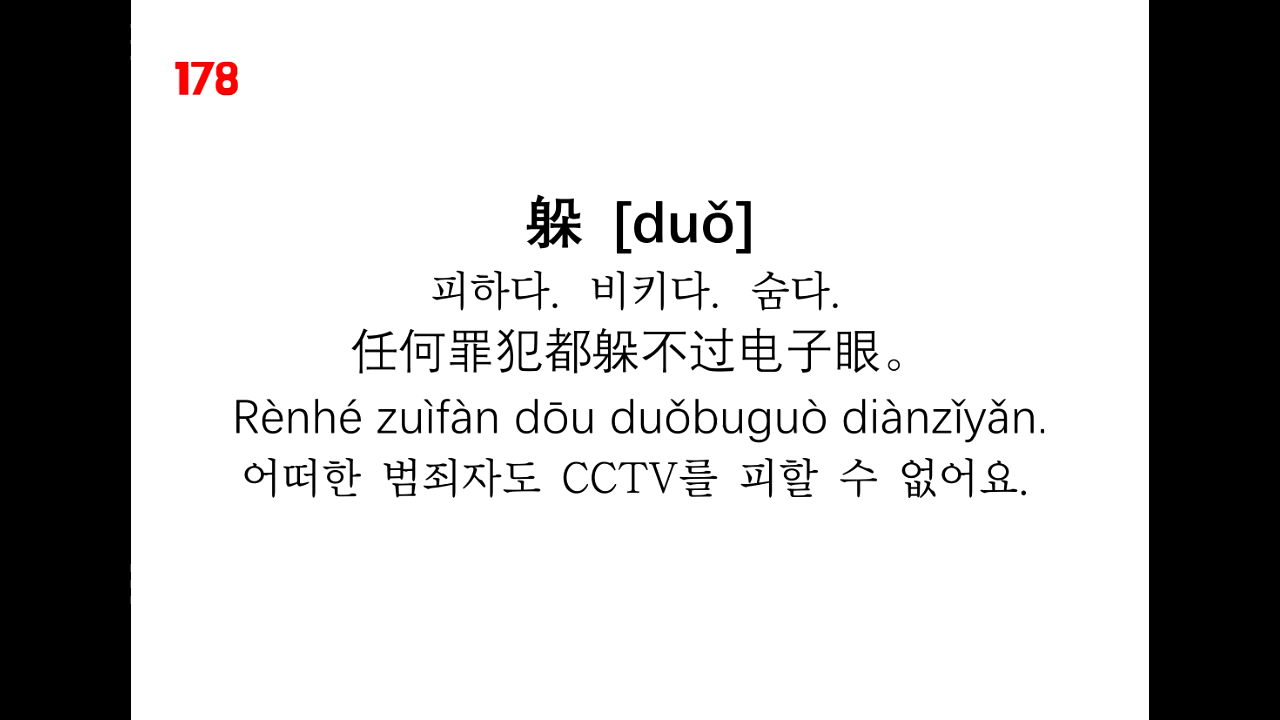 178
躲 [duǒ]
피하다. 비키다. 숨다.
任何罪犯都躲不过电子眼。
Rènhé zuìfàn dōu duǒbuguò diànzǐyǎn.
어떠한 범죄자도 CCTV를 피할 수 없어요.